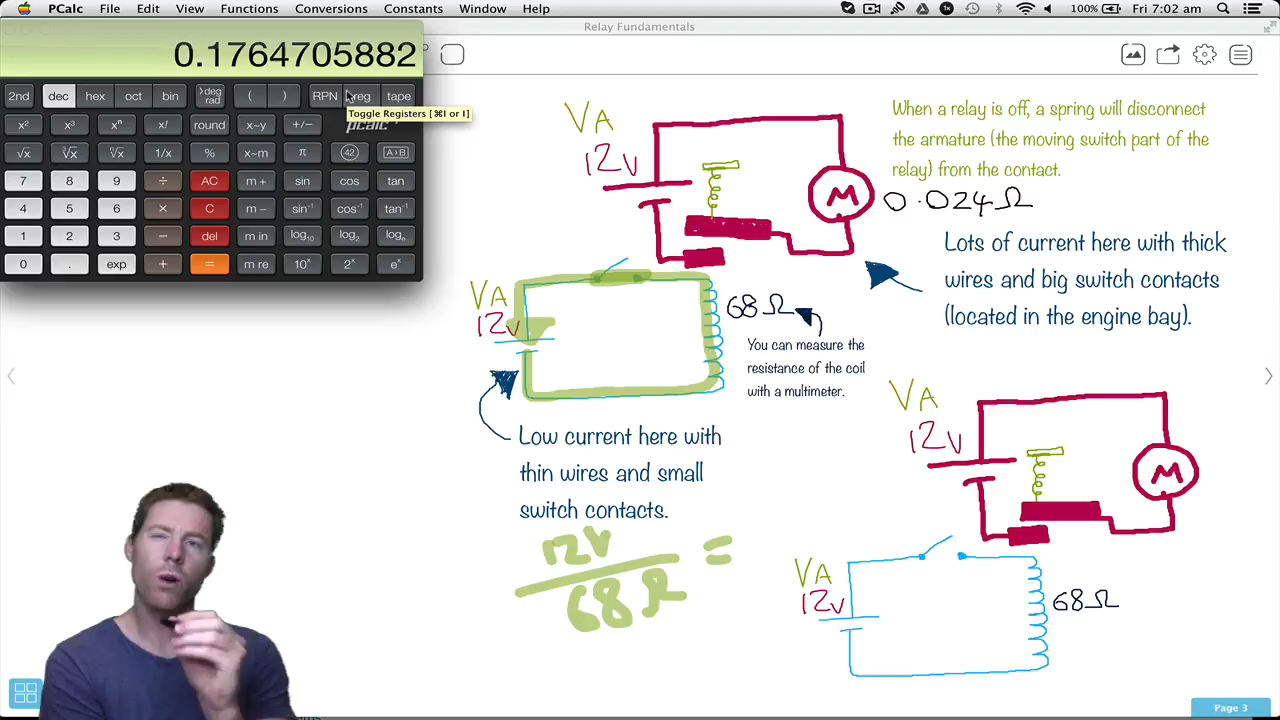 PCalc File Edit View Functions Conversions Constants Window Help
1x 100% Fri 7:02 am
Relay Fundamentals
0.1764705882
2nd dec hex oct bin deg rad ( ) RPN reg tape
Toggle Registers [⌘I or I]
x² x³ xⁿ x! round x~y +/- µcalc
√x ∛x ⁿ√x 1/x % x~m π 42 A▷B
8 9 ÷ AC m + sin cos tan
4 5 6 × C m - sin⁻¹ cos⁻¹ tan⁻¹
1 2 3 - del m in log₁₀ log₂ logₑ
0 . exp + = m re 10ˣ 2ˣ eˣ
VA
12V
M
0.024Ω
When a relay is off, a spring will disconnect
the armature (the moving switch part of the
relay) from the contact.
Lots of current here with thick
wires and big switch contacts
(located in the engine bay).
VA
12V
68Ω
You can measure the
resistance of the coil
with a multimeter.
Low current here with
thin wires and small
switch contacts.
12V
68Ω
=
VA
12V
M
VA
12V
68Ω
Page 3